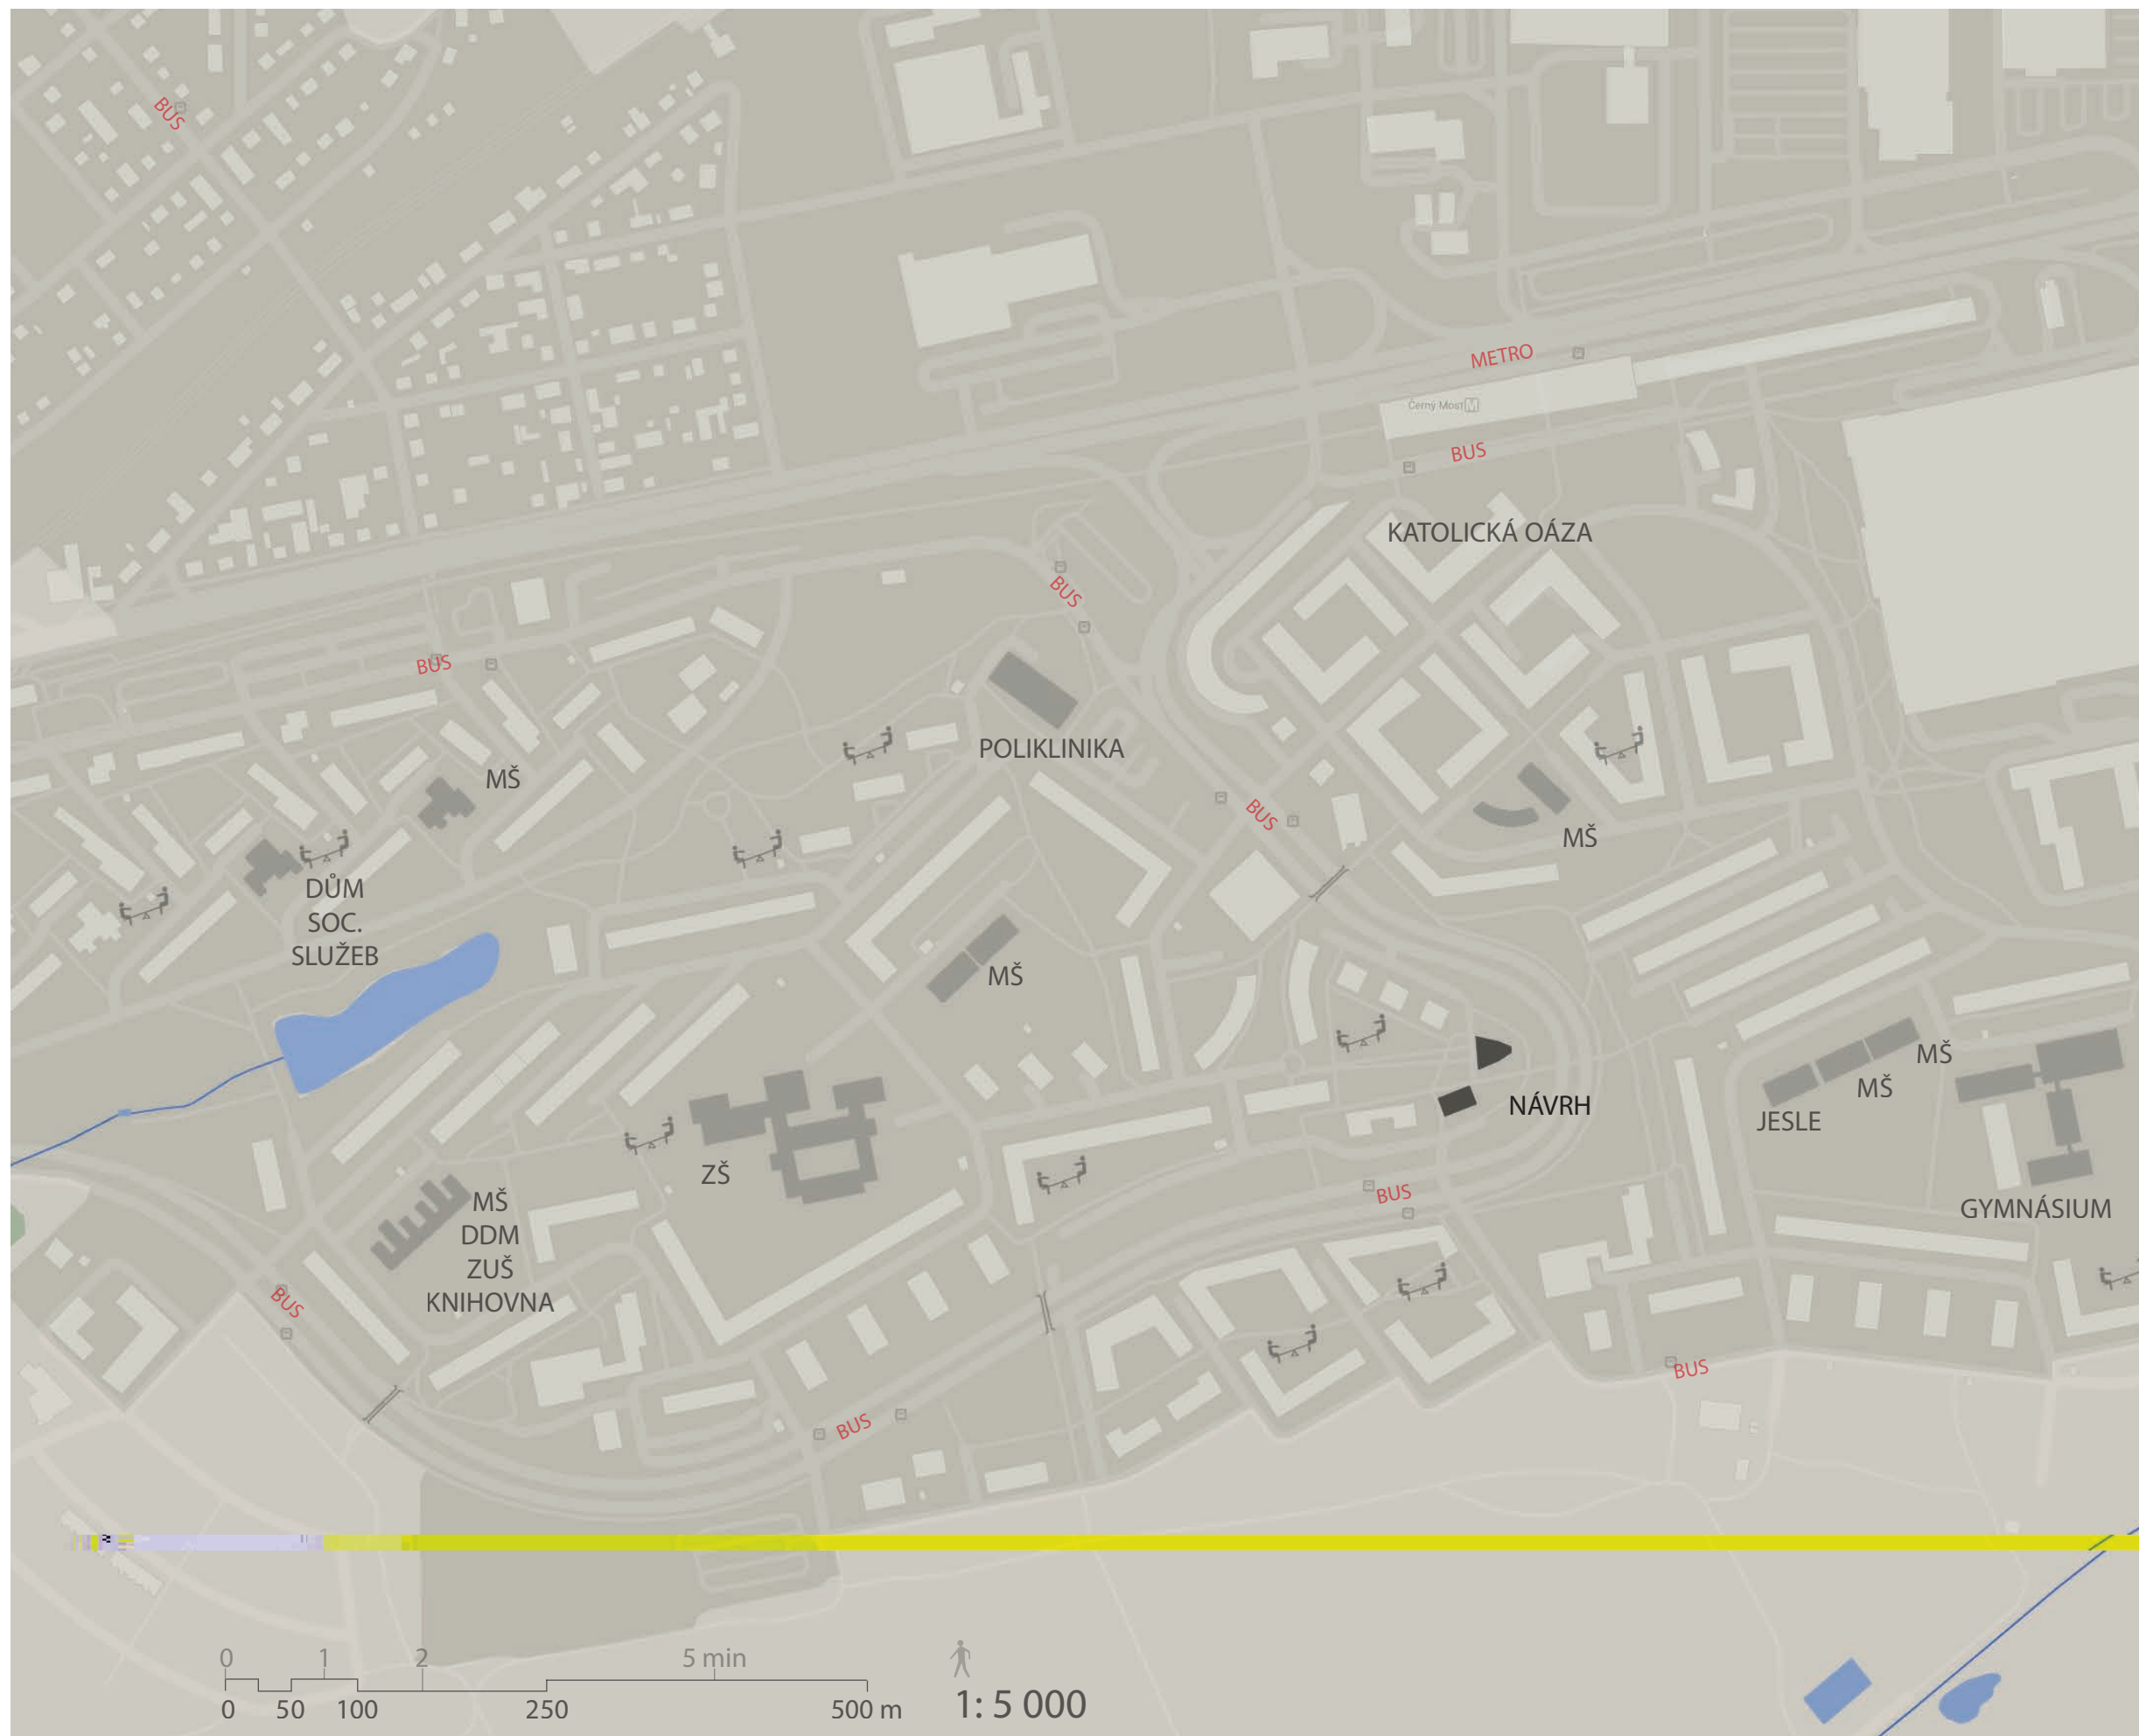 BUS
METRO
Černý Most M
BUS
KATOLICKÁ OÁZA
BUS
BUS
POLIKLINIKA
MŠ
BUS
MŠ
DŮM
SOC.
SLUŽEB
MŠ
MŠ
MŠ
JESLE
NÁVRH
ZŠ
BUS
GYMNÁSIUM
MŠ
DDM
ZUŠ
KNIHOVNA
BUS
BUS
BUS
0 1 2 5 min
0 50 100 250 500 m
1: 5 000